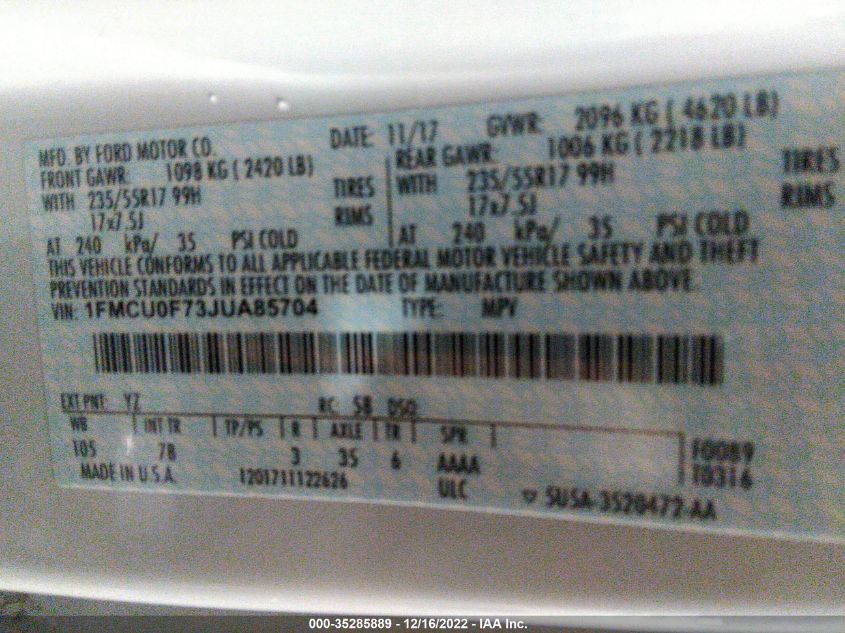 MFD. BY FORD MOTOR CO.
DATE: 11/17 GVWR: 2096 KG ( 4620 LB)
FRONT GAWR: 1098 KG ( 2420 LB)
REAR GAWR: 1006 KG ( 2218 LB)
WITH 235/55R17 99H TIRES
WITH 235/55R17 99H TIRES
17x7.5J RIMS
17x7.5J RIMS
AT 240 kPa/ 35 PSI COLD
AT 240 kPa/ 35 PSI COLD
THIS VEHICLE CONFORMS TO ALL APPLICABLE FEDERAL MOTOR VEHICLE SAFETY AND THEFT
PREVENTION STANDARDS IN EFFECT ON THE DATE OF MANUFACTURE SHOWN ABOVE.
VIN: 1FMCU0F73JUA85704 TYPE: MPV
EXT PNT: YZ RC: 58 DSO:
WB INT TR TP/PS R AXLE TR SPR
105 7B 3 35 6 AAAA
F0089
T0316
MADE IN U.S.A. 1201711122626 ULC
▽ 5U5A-3520472-AA
000-35285889 - 12/16/2022 - IAA Inc.